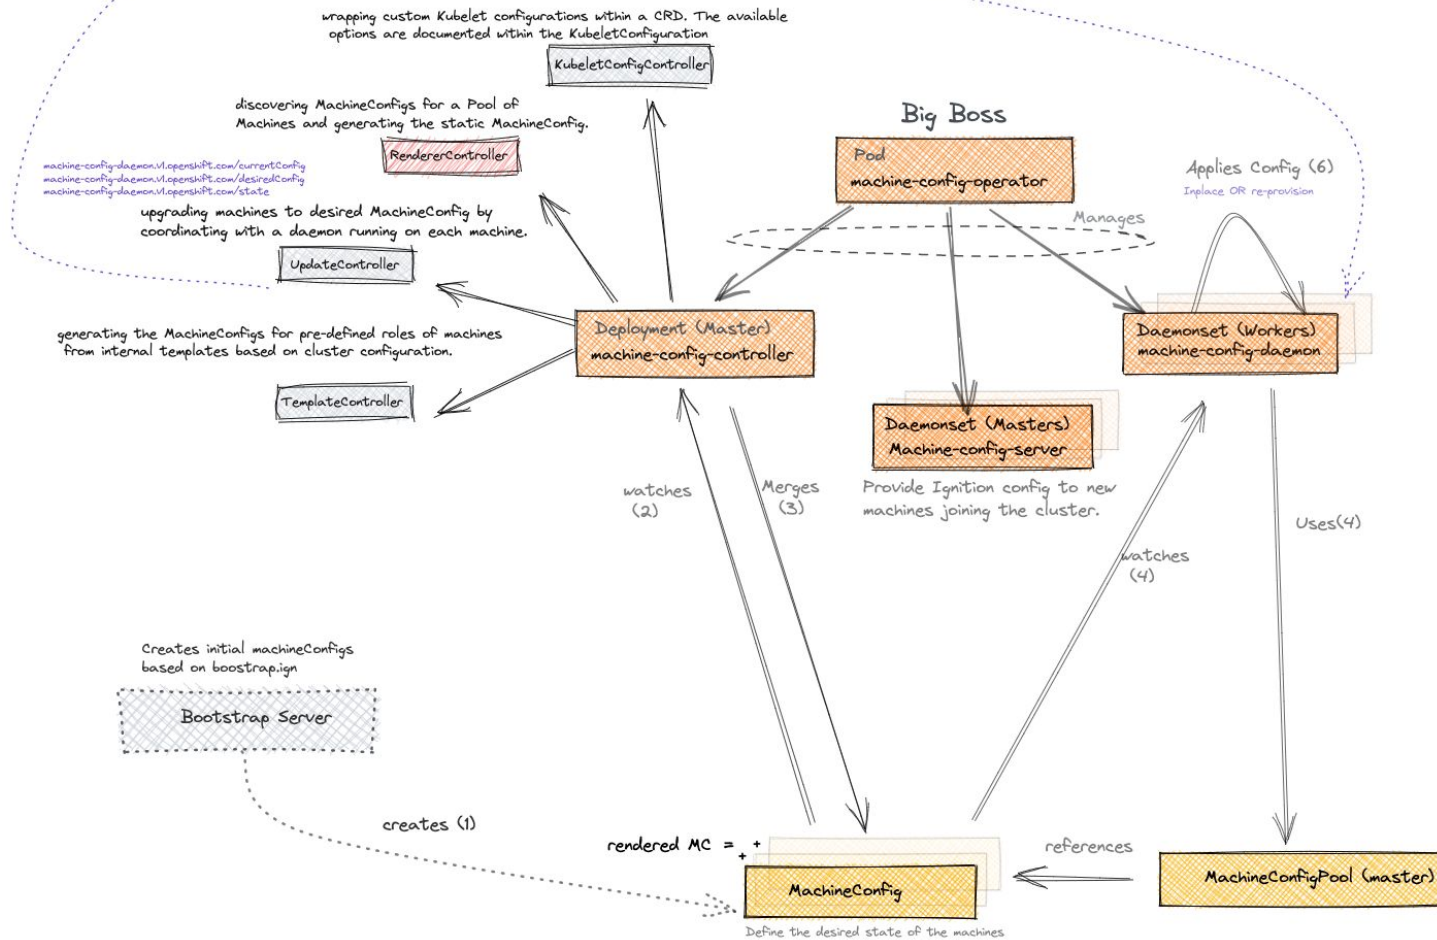 wrapping custom Kubelet configurations within a CRD. The available
options are documented within the KubeletConfiguration
KubeletConfigController
discovering MachineConfigs for a Pool of
Machines and generating the static MachineConfig.
RendererController
Big Boss
Pod
machine-config-operator
Applies Config (6)
Inplace OR re-provision
machine-config-daemon.v1.openshift.com/currentConfig
machine-config-daemon.v1.openshift.com/desiredConfig
machine-config-daemon.v1.openshift.com/state
upgrading machines to desired MachineConfig by
coordinating with a daemon running on each machine.
UpdateController
Manages
generating the MachineConfigs for pre-defined roles of machines
from internal templates based on cluster configuration.
TemplateController
Deployment (Master)
machine-config-controller
Daemonset (Workers)
machine-config-daemon
Daemonset (Masters)
Machine-config-server
Provide Ignition config to new
machines joining the cluster.
watches
(2)
Merges
(3)
watches
(4)
Uses(4)
Creates initial machineConfigs
based on boostrap.ign
Bootstrap Server
creates (1)
rendered MC = +
+
references
MachineConfig
MachineConfigPool (master)
Define the desired state of the machines